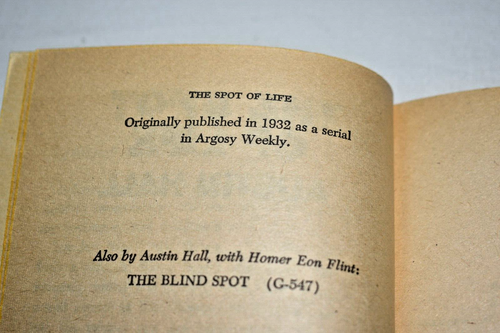 THE SPOT OF LIFE
Originally published in 1932 as a serial
in Argosy Weekly.
Also by Austin Hall, with Homer Eon Flint:
THE BLIND SPOT (G-547)